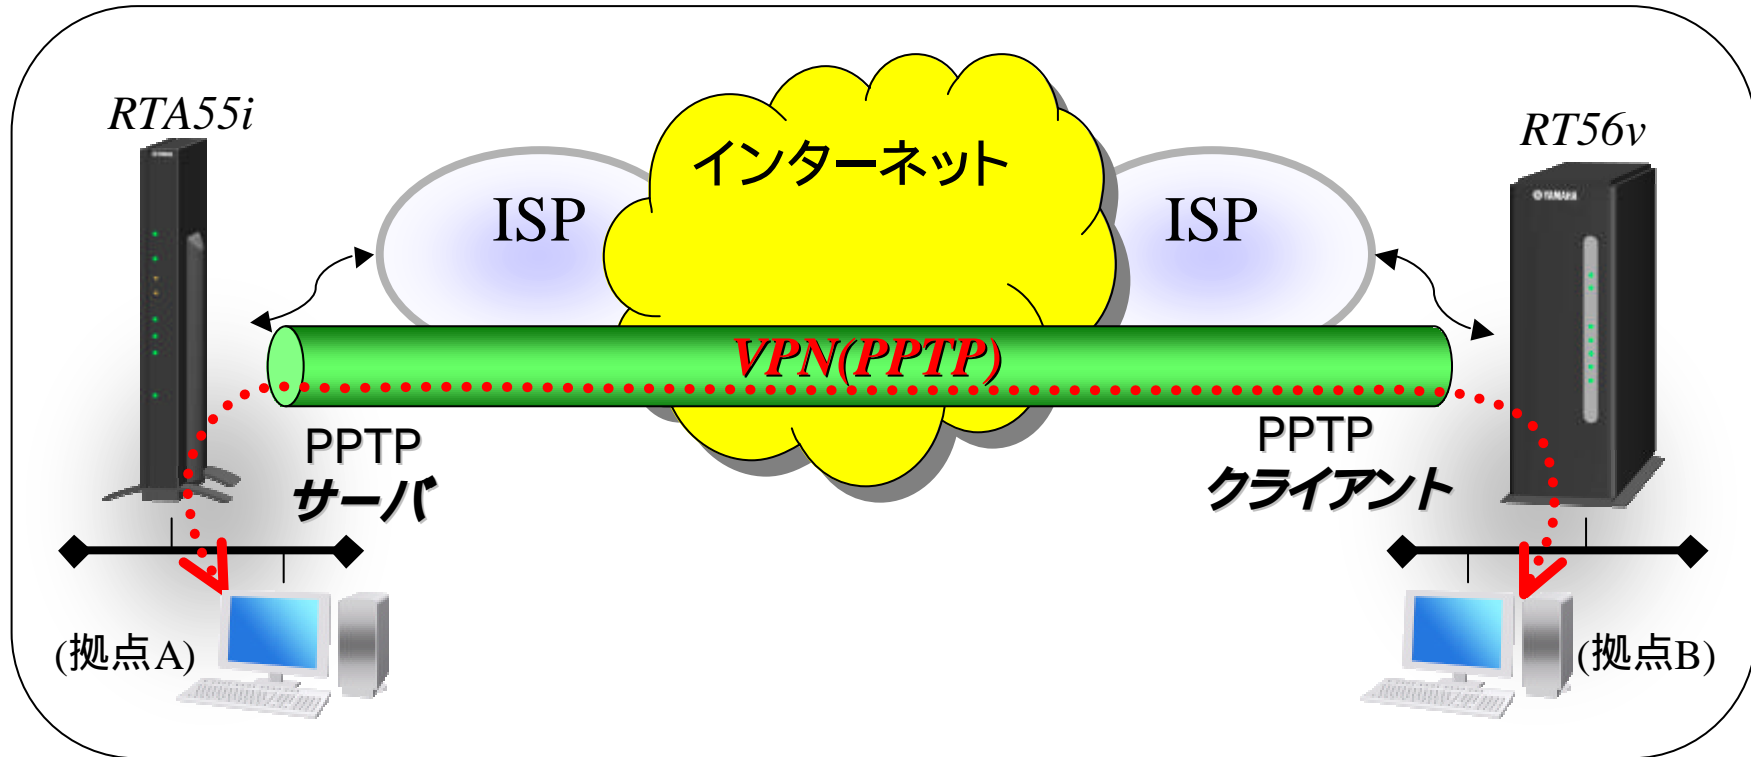 RTA55i
RT56v
インターネット
ISP
ISP
YAMAHA
VPN(PPTP)
PPTP
サーバ
PPTP
クライアント
(拠点A)
(拠点B)